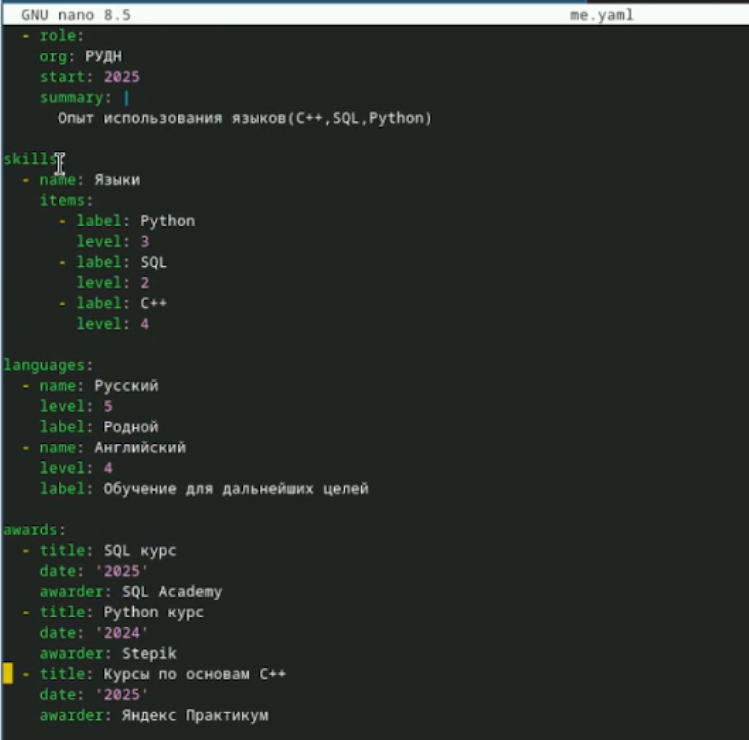 GNU nano 8.5 me.yaml
- role:
org: РУДН
start: 2025
summary: |
Опыт использования языков(C++,SQL,Python)
skills:
- name: Языки
items:
- label: Python
level: 3
- label: SQL
level: 2
- label: C++
level: 4
languages:
- name: Русский
level: 5
label: Родной
- name: Английский
level: 4
label: Обучение для дальнейших целей
awards:
- title: SQL курс
date: '2025'
awarder: SQL Academy
- title: Python курс
date: '2024'
awarder: Stepik
- title: Курсы по основам C++
date: '2025'
awarder: Яндекс Практикум